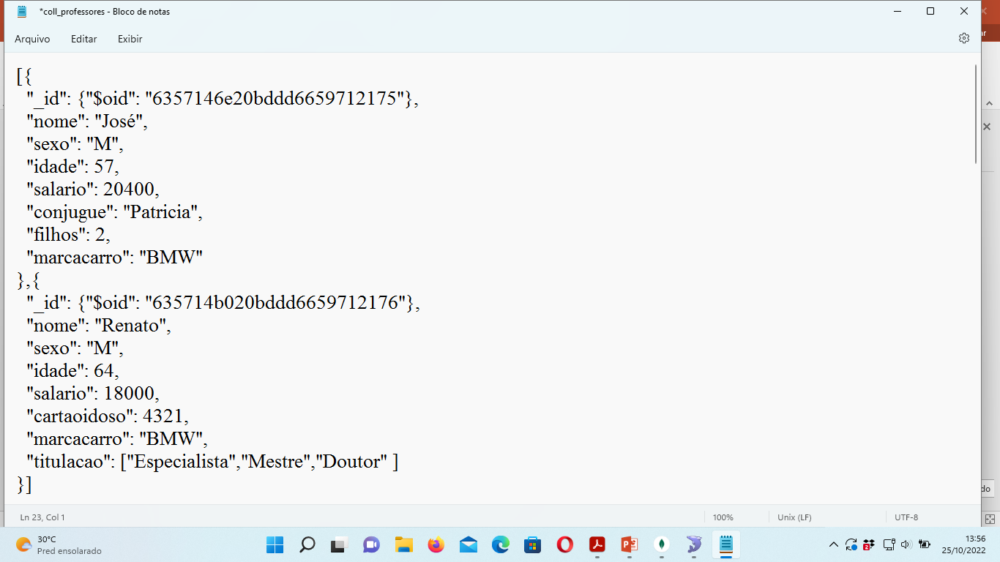 *coll_professores - Bloco de notas
Arquivo Editar Exibir
[{
"_id": {"$oid": "6357146e20bddd6659712175"},
"nome": "José",
"sexo": "M",
"idade": 57,
"salario": 20400,
"conjugue": "Patricia",
"filhos": 2,
"marcacarro": "BMW"
},{
"_id": {"$oid": "635714b020bddd6659712176"},
"nome": "Renato",
"sexo": "M",
"idade": 64,
"salario": 18000,
"cartaoidoso": 4321,
"marcacarro": "BMW",
"titulacao": ["Especialista","Mestre","Doutor" ]
}]
Ln 23, Col 1 100% Unix (LF) UTF-8
30°C
Pred ensolarado
13:56
25/10/2022